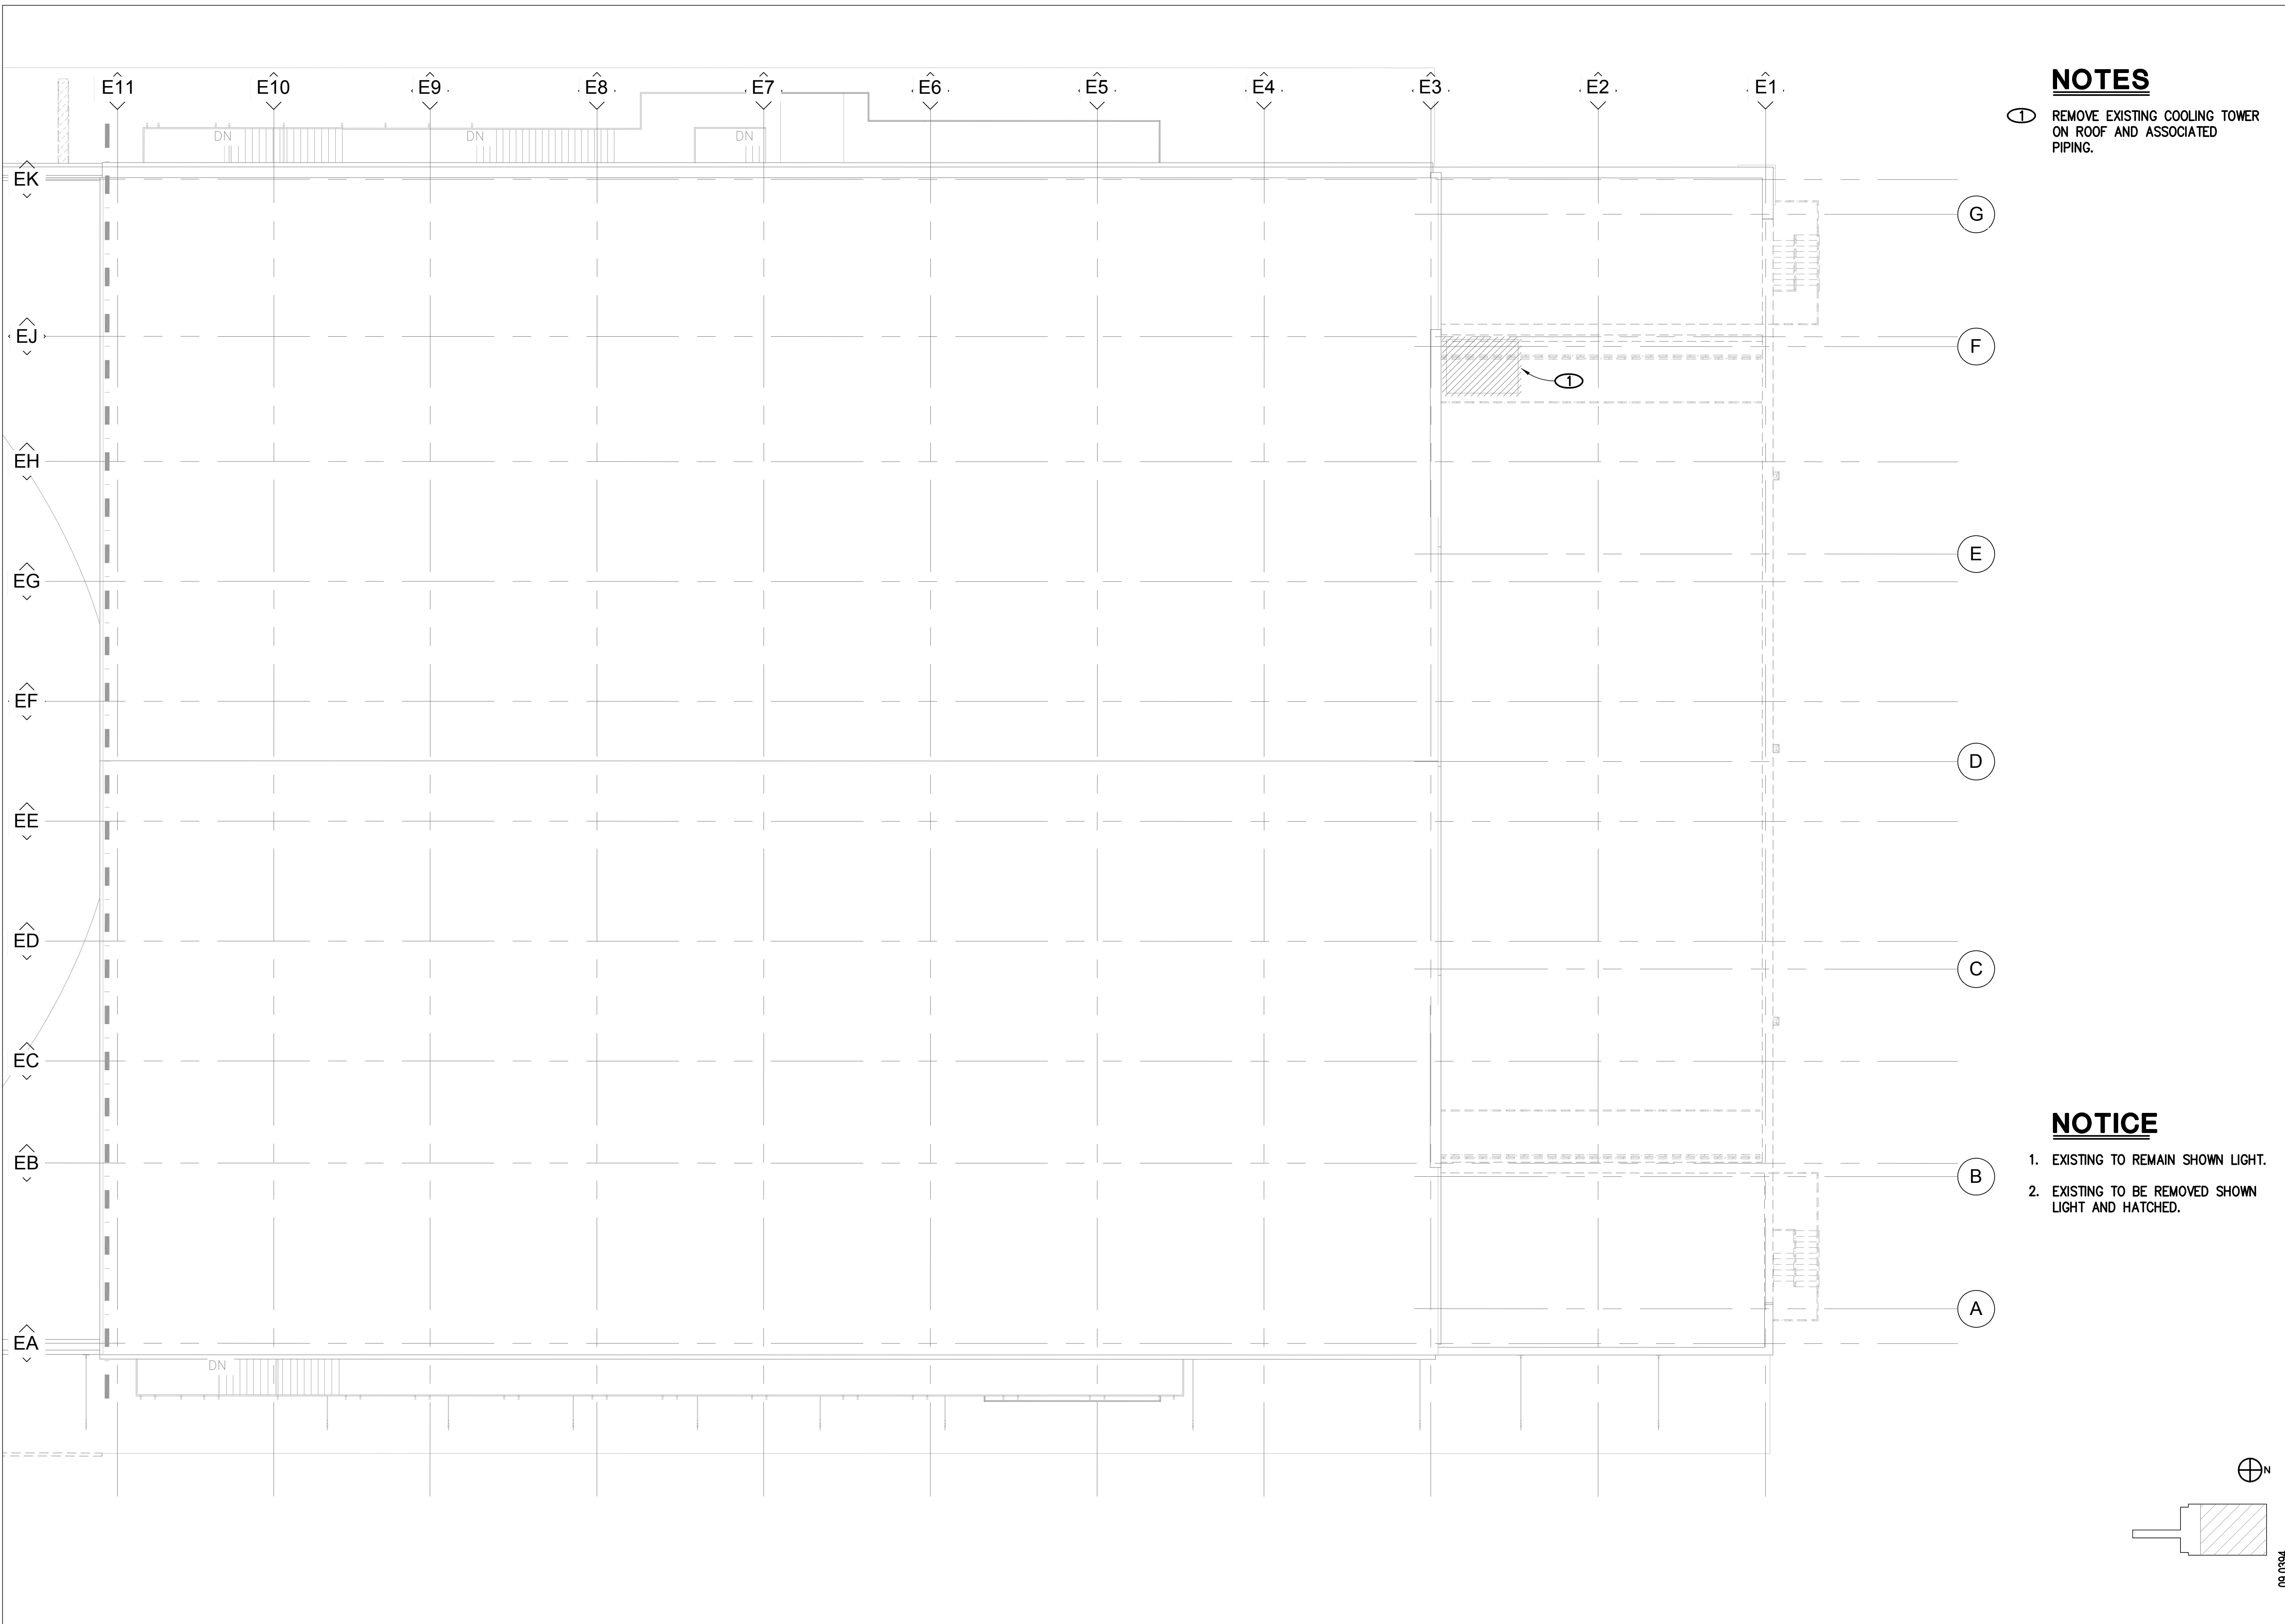 E11 E10 E9 E8 E7 E6 E5 E4 E3 E2 E1
NOTES
1 REMOVE EXISTING COOLING TOWER
ON ROOF AND ASSOCIATED
PIPING.
DN DN DN
EK
G
EJ
F
1
EH
E
EG
EF
D
EE
ED
C
EC
NOTICE
EB
1. EXISTING TO REMAIN SHOWN LIGHT.
B
2. EXISTING TO BE REMOVED SHOWN
LIGHT AND HATCHED.
A
EA
DN
N
09.0394